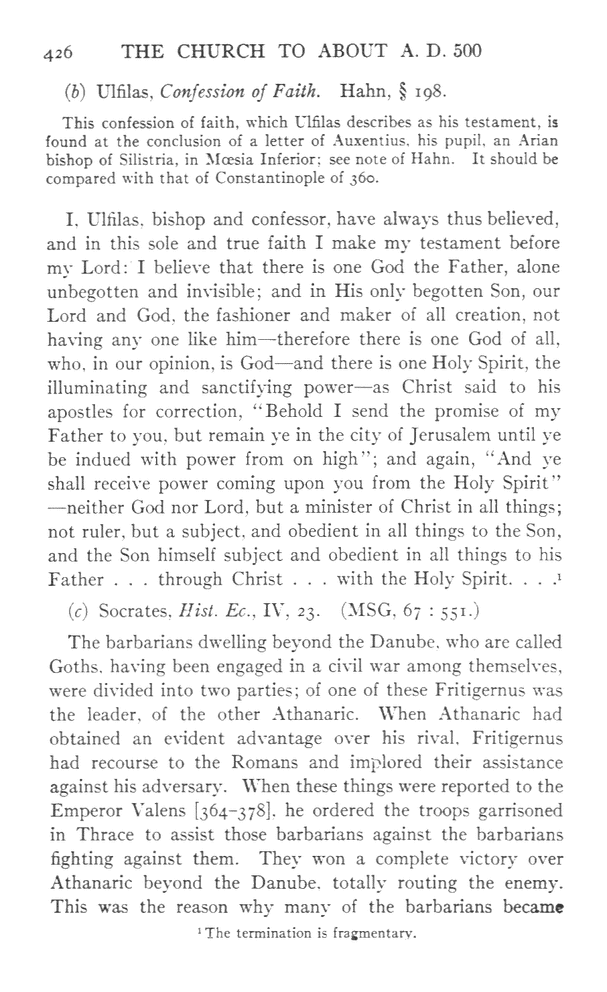 426 THE CHURCH TO ABOUT A. D. 500
(b) Ulfilas, Confession of Faith. Hahn, § 198.
This confession of faith, which Ulfilas describes as his testament, is
found at the conclusion of a letter of Auxentius, his pupil, an Arian
bishop of Silistria, in Mœsia Inferior; see note of Hahn. It should be
compared with that of Constantinople of 360.
I, Ulfilas, bishop and confessor, have always thus believed,
and in this sole and true faith I make my testament before
my Lord: I believe that there is one God the Father, alone
unbegotten and invisible; and in His only begotten Son, our
Lord and God, the fashioner and maker of all creation, not
having any one like him—therefore there is one God of all,
who, in our opinion, is God—and there is one Holy Spirit, the
illuminating and sanctifying power—as Christ said to his
apostles for correction, “Behold I send the promise of my
Father to you, but remain ye in the city of Jerusalem until ye
be indued with power from on high”; and again, “And ye
shall receive power coming upon you from the Holy Spirit”
—neither God nor Lord, but a minister of Christ in all things;
not ruler, but a subject, and obedient in all things to the Son,
and the Son himself subject and obedient in all things to his
Father . . . through Christ . . . with the Holy Spirit. . . .¹
(c) Socrates, Hist. Ec., IV, 23. (MSG, 67 : 551.)
The barbarians dwelling beyond the Danube, who are called
Goths, having been engaged in a civil war among themselves,
were divided into two parties; of one of these Fritigernus was
the leader, of the other Athanaric. When Athanaric had
obtained an evident advantage over his rival, Fritigernus
had recourse to the Romans and implored their assistance
against his adversary. When these things were reported to the
Emperor Valens [364–378], he ordered the troops garrisoned
in Thrace to assist those barbarians against the barbarians
fighting against them. They won a complete victory over
Athanaric beyond the Danube, totally routing the enemy.
This was the reason why many of the barbarians became
¹ The termination is fragmentary.